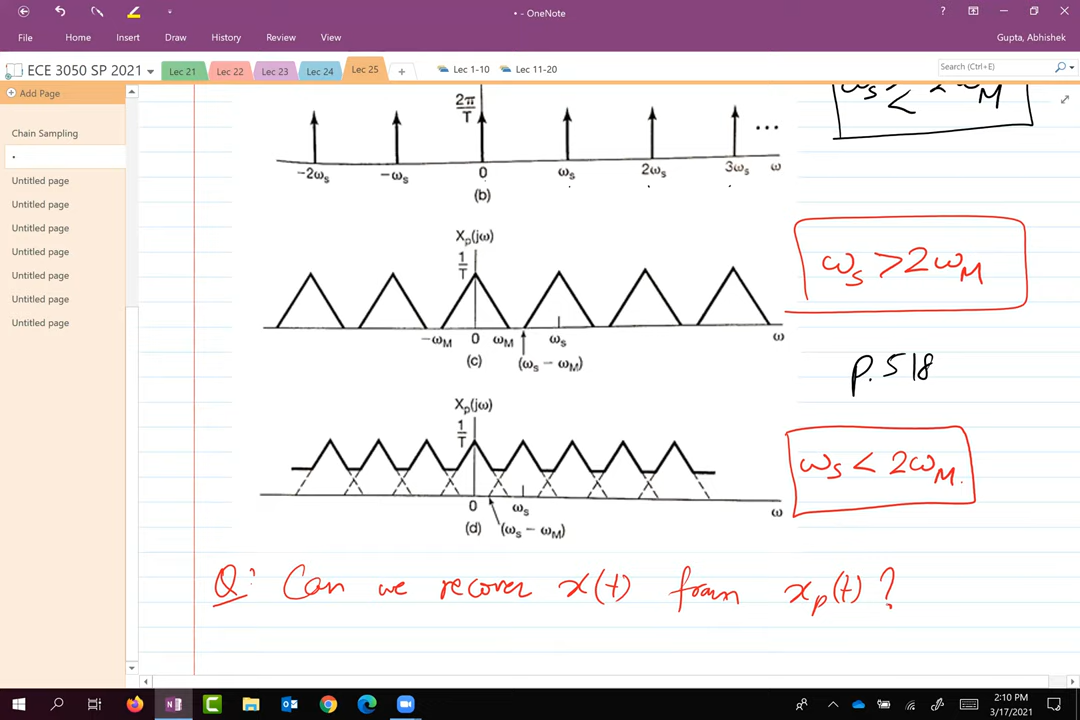 • - OneNote
?
Gupta, Abhishek
File Home Insert Draw History Review View
ECE 3050 SP 2021
Lec 21
Lec 22
Lec 23
Lec 24
Lec 25
Lec 1-10
Lec 11-20
Search (Ctrl+E)
Add Page
Chain Sampling
•
Untitled page
Untitled page
Untitled page
Untitled page
Untitled page
Untitled page
Untitled page
2π/T
-2ωs -ωs 0 ωs 2ωs 3ωs ω
...
(b)
Xp(jω)
1/T
-ωM 0 ωM ωs ω
(c) (ωs - ωM)
ωs > 2ωM
p. 518
Xp(jω)
1/T
0 ωs ω
(d) (ωs - ωM)
ωs < 2ωM.
Q: Can we recover x(t) from xp(t)?
2:10 PM
3/17/2021